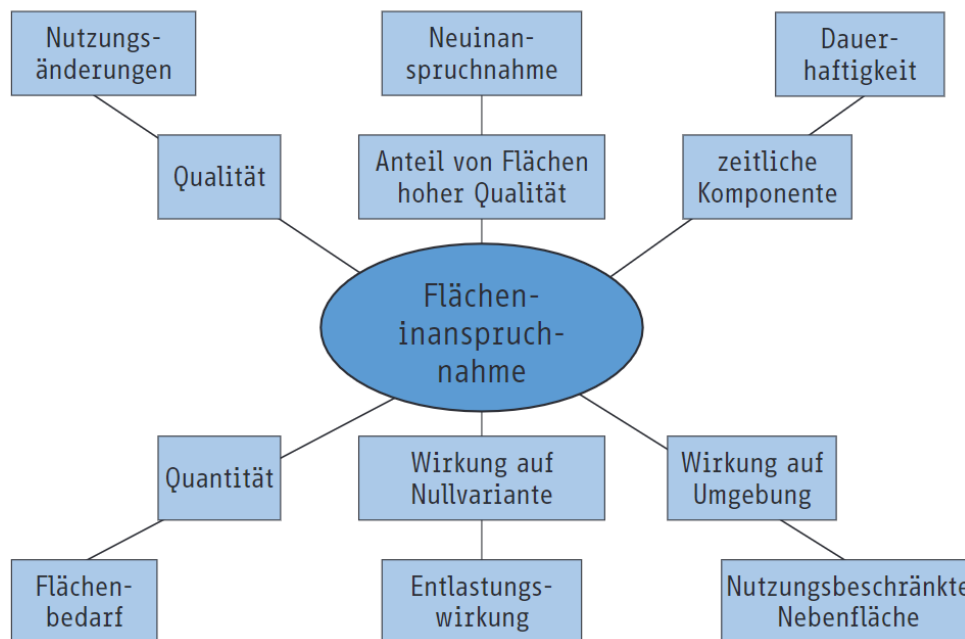 Nutzungs-
änderungen
Neuinan-
spruchnahme
Dauer-
haftigkeit
Qualität
Anteil von Flächen
hoher Qualität
zeitliche
Komponente
Flächen-
inanspruch-
nahme
Quantität
Wirkung auf
Nullvariante
Wirkung auf
Umgebung
Flächen-
bedarf
Entlastungs-
wirkung
Nutzungsbeschränkte
Nebenfläche